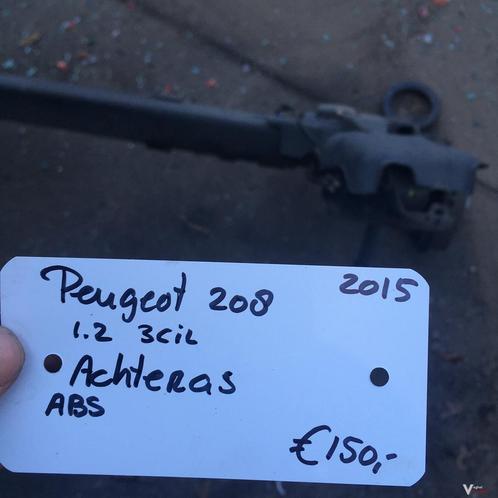 Peugeot 208 2015
1.2 3CIL
Achteras
ABS
€150,-